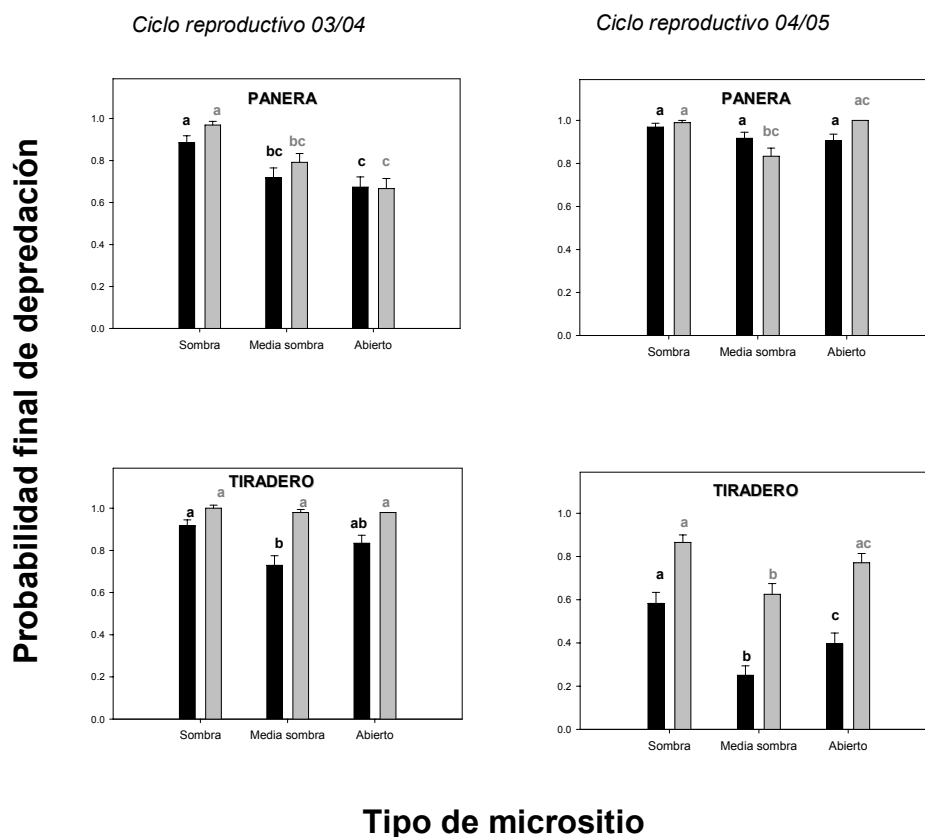 Ciclo reproductivo 03/04
Ciclo reproductivo 04/05
Probabilidad final de depredación
PANERA
1.0
0.8
0.6
0.4
0.2
0.0
a
a
bc
bc
c
c
Sombra Media sombra Abierto
PANERA
1.0
0.8
0.6
0.4
0.2
0.0
a
a
a
bc
a
ac
Sombra Media sombra Abierto
TIRADERO
1.0
0.8
0.6
0.4
0.2
0.0
a
a
b
a
ab
a
Sombra Media sombra Abierto
TIRADERO
1.0
0.8
0.6
0.4
0.2
0.0
a
a
b
b
c
ac
Sombra Media sombra Abierto
Tipo de micrositio